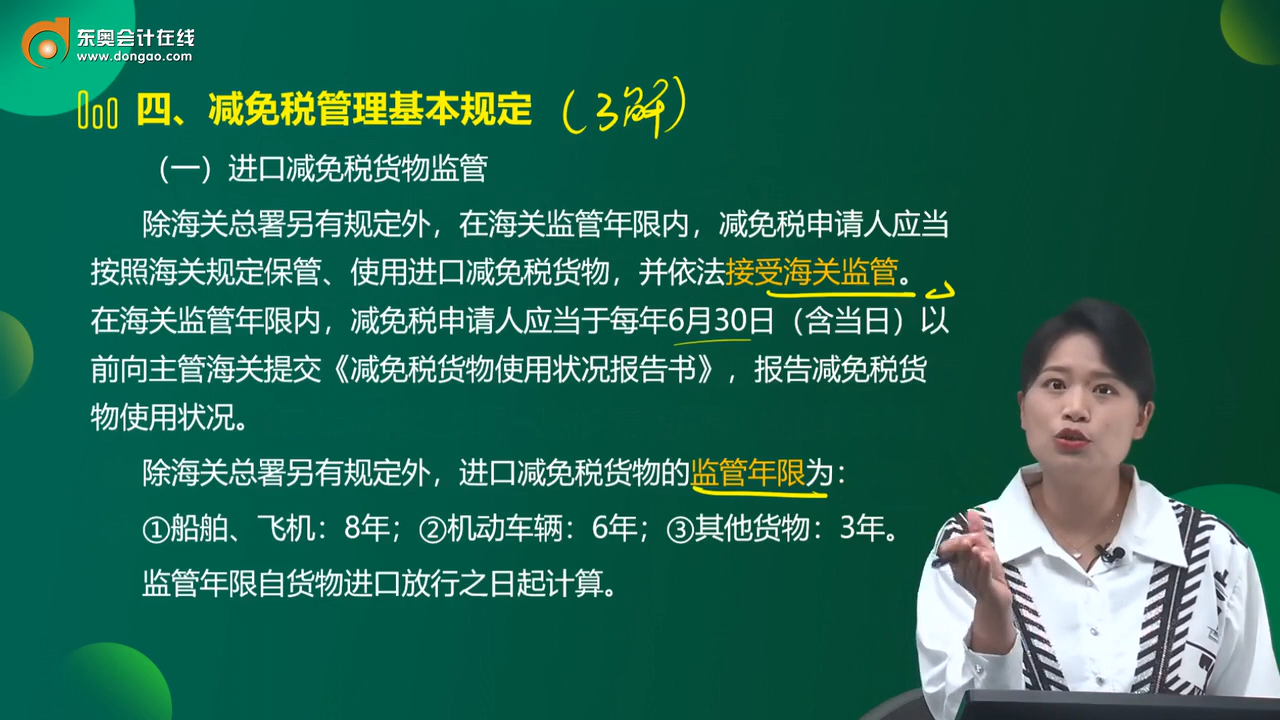 东奥会计在线
www.dongao.com
四、减免税管理基本规定 （了解）
（一）进口减免税货物监管
除海关总署另有规定外，在海关监管年限内，减免税申请人应当
按照海关规定保管、使用进口减免税货物，并依法接受海关监管。
在海关监管年限内，减免税申请人应当于每年6月30日（含当日）以
前向主管海关提交《减免税货物使用状况报告书》，报告减免税货
物使用状况。
除海关总署另有规定外，进口减免税货物的监管年限为：
①船舶、飞机：8年；②机动车辆：6年；③其他货物：3年。
监管年限自货物进口放行之日起计算。